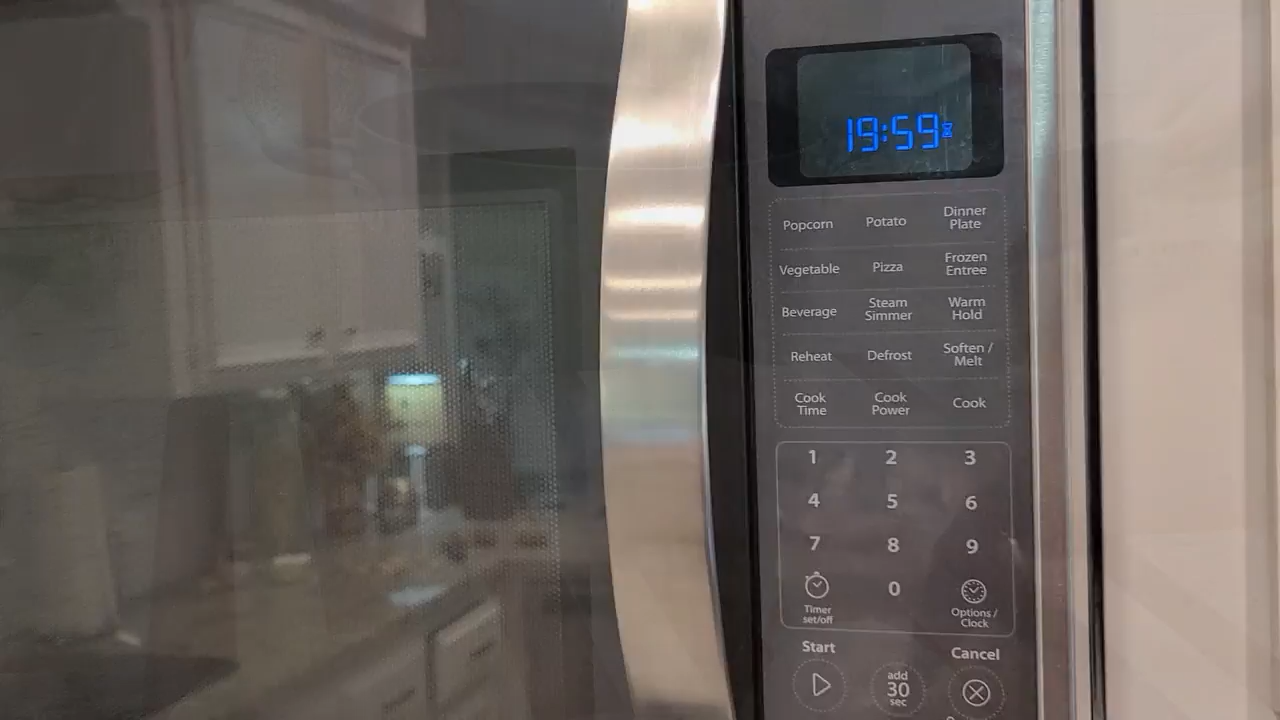 19:59
Popcorn Potato Dinner Plate
Vegetable Pizza Frozen Entree
Beverage Steam Simmer Warm Hold
Reheat Defrost Soften / Melt
Cook Time Cook Power Cook
1 2 3
4 5 6
7 8 9
0
Timer set/off
Options / Clock
Start
Cancel
add
30
sec